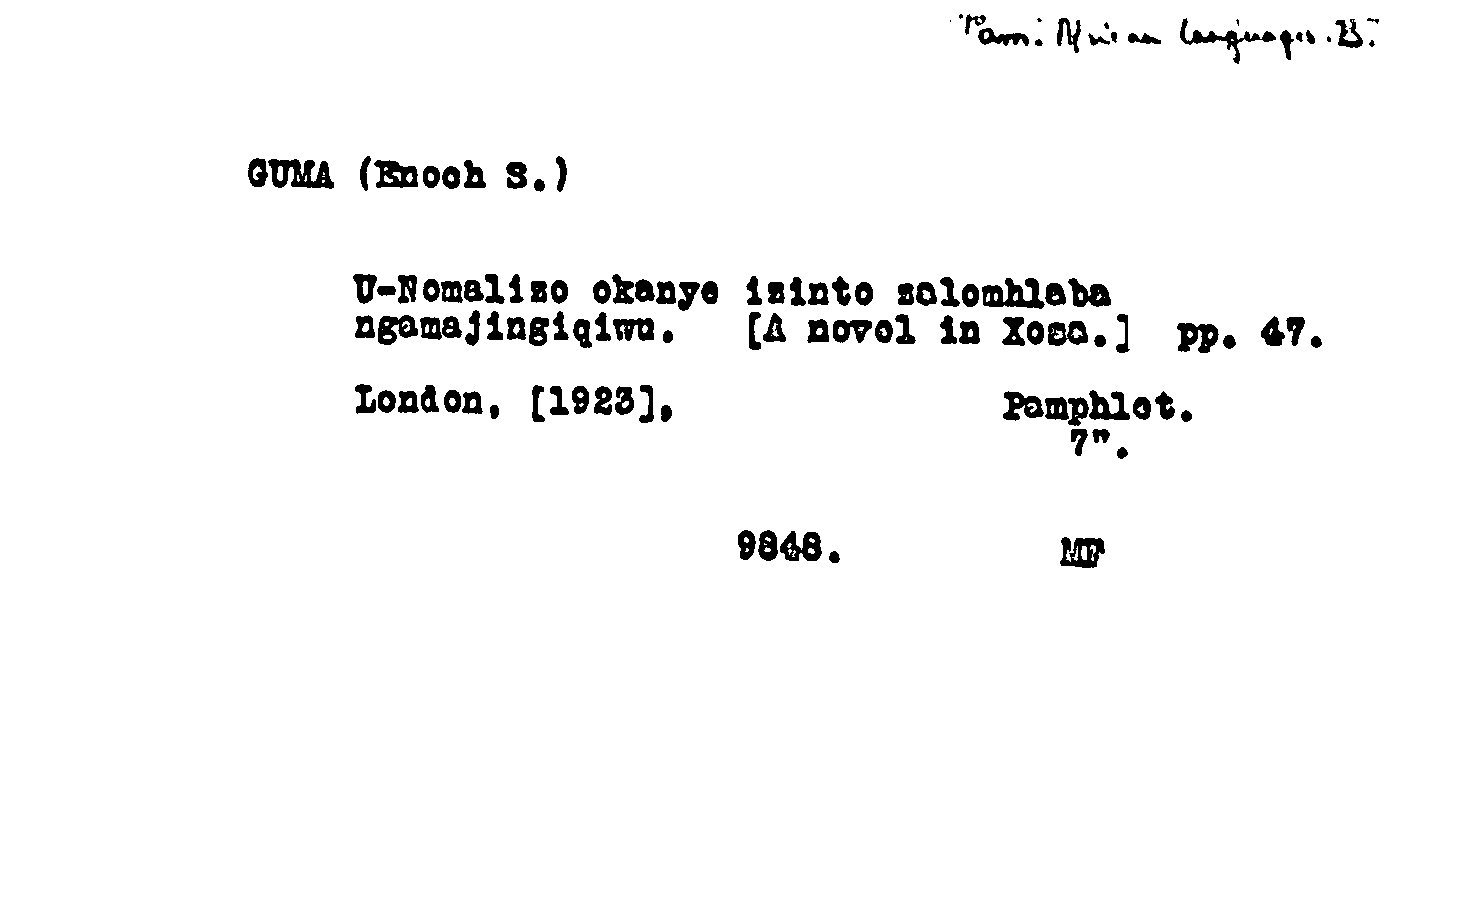 Pam: African Languages. B.
GUMA (Enoch S.)
U-Nomalizo okanye izinto zalomhlaba
ngamajingiqiwu. [A novel in Xosa.] pp. 47.
London, [1923],
Pamphlet.
7".
9848. MF